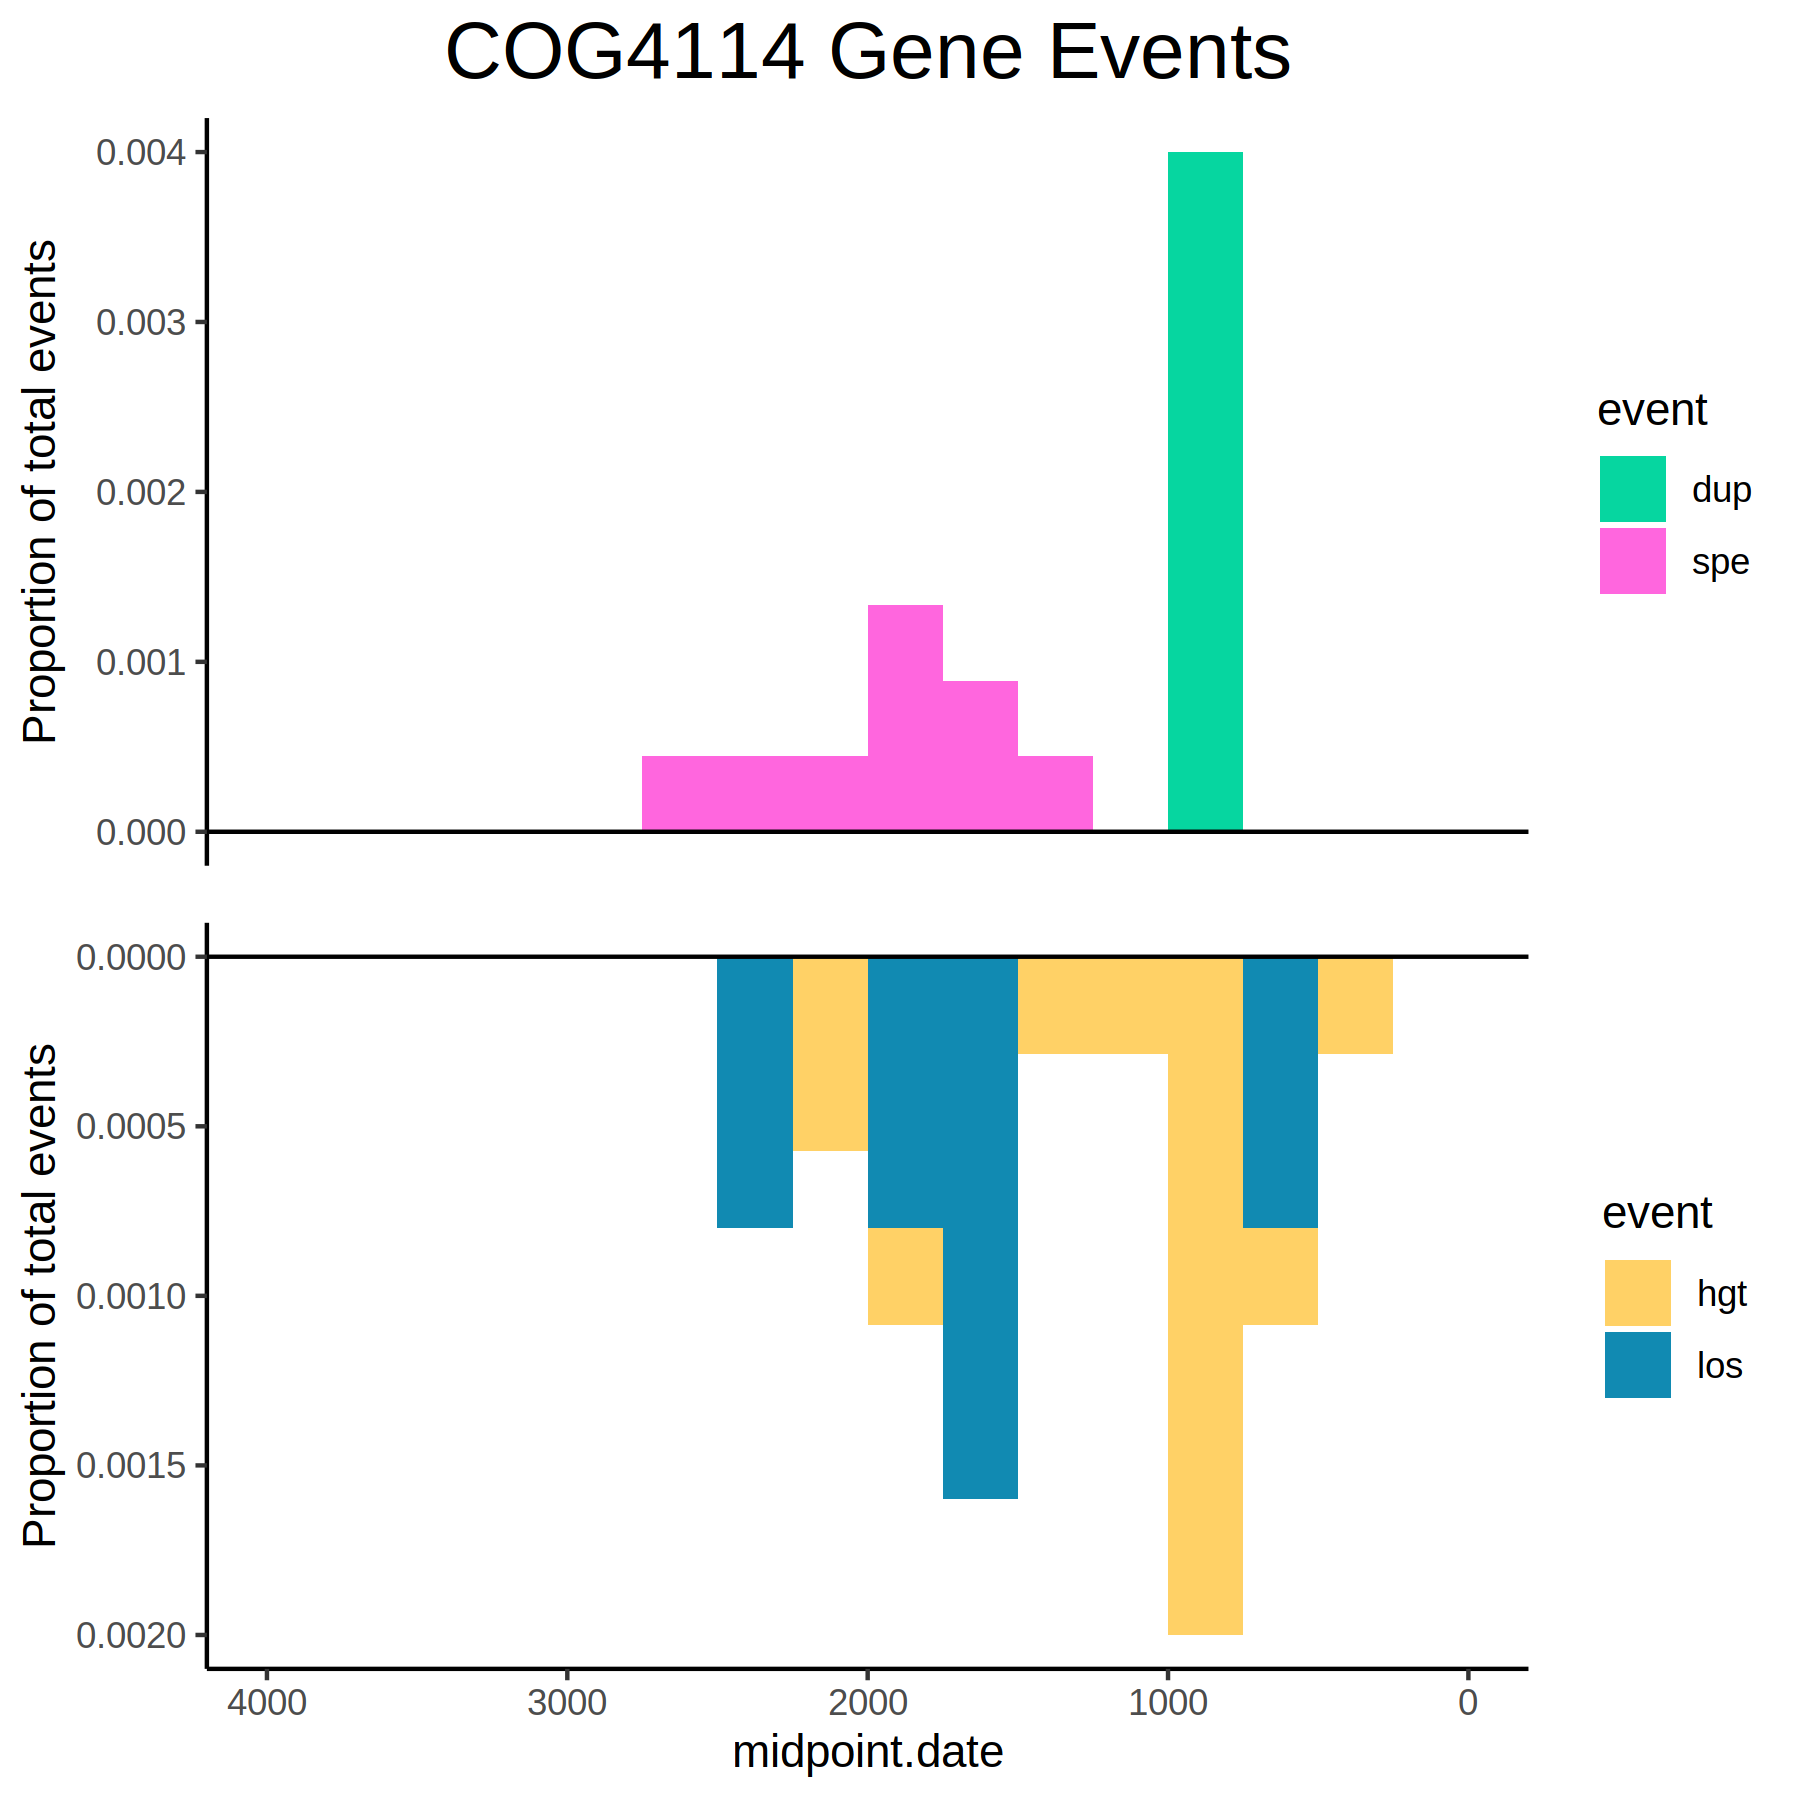 COG4114 Gene Events
Proportion of total events
0.004
0.003
0.002
0.001
0.000
event
dup
spe
Proportion of total events
0.0000
0.0005
0.0010
0.0015
0.0020
event
hgt
los
4000 3000 2000 1000 0
midpoint.date